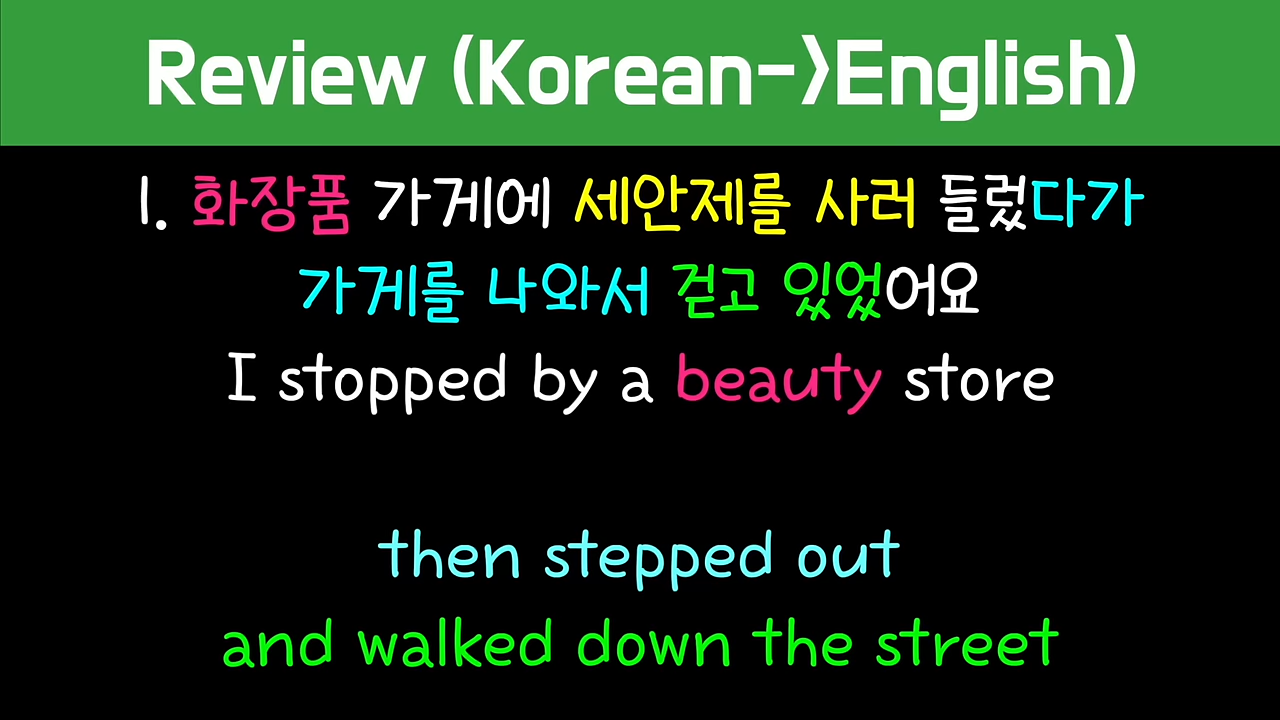 Review (Korean->English)
1. 화장품 가게에 세안제를 사러 들렀다가
가게를 나와서 걷고 있었어요
I stopped by a beauty store
then stepped out
and walked down the street